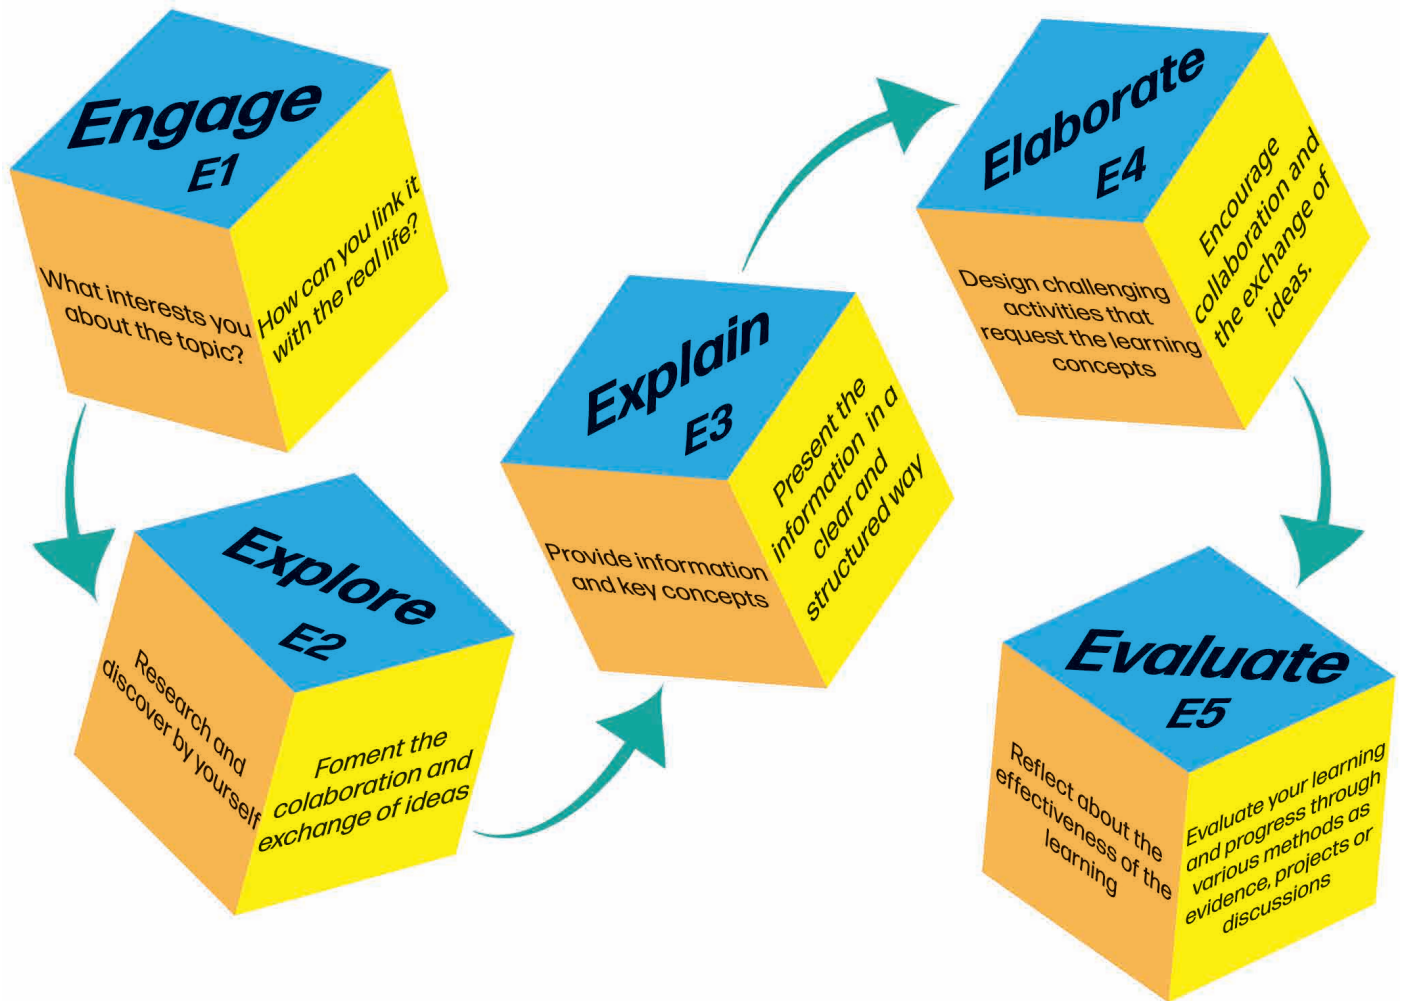 Engage
E1
What interests you
about the topic?
How can you link it
with the real life?
Explore
E2
Research and
discover by yourself
Foment the
colaboration and
exchange of ideas
Explain
E3
Provide information
and key concepts
Present the
information in a
clear and
structured way
Elaborate
E4
Design challenging
activities that
request the learning
concepts
Encourage
collaboration and
the exchange of
ideas.
Evaluate
E5
Reflect about the
effectiveness of the
learning
Evaluate your learning
and progress through
various methods as
evidence, projects or
discussions